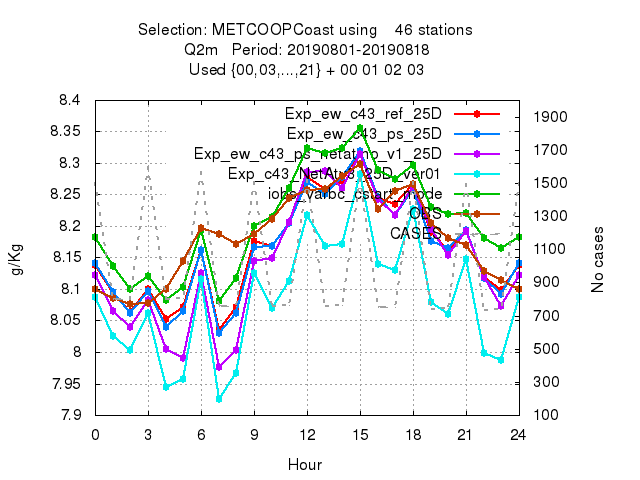 Selection: METCOOPCoast using 46 stations
Q2m Period: 20190801-20190818
Used {00,03,...,21} + 00 01 02 03
g/Kg
8.4
8.35
8.3
8.25
8.2
8.15
8.1
8.05
8
7.95
7.9
Exp_ew_c43_ref_25D
Exp_ew_c43_ps_25D
OBS
CASES
1900
1700
1500
1300
1100
900
700
500
300
100
No cases
0 3 6 9 12 15 18 21 24
Hour